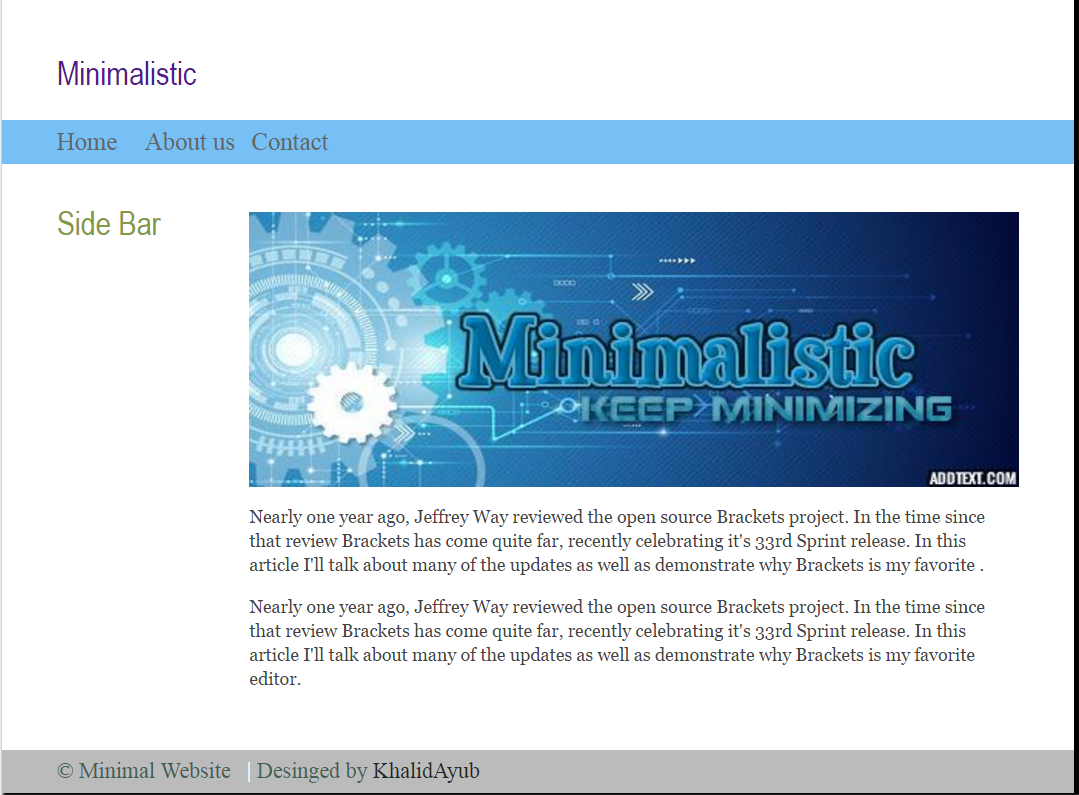 Minimalistic
Home About us Contact
Side Bar
Minimalistic
KEEP MINIMIZING
ADDTEXT.COM
Nearly one year ago, Jeffrey Way reviewed the open source Brackets project. In the time since
that review Brackets has come quite far, recently celebrating it's 33rd Sprint release. In this
article I'll talk about many of the updates as well as demonstrate why Brackets is my favorite .
Nearly one year ago, Jeffrey Way reviewed the open source Brackets project. In the time since
that review Brackets has come quite far, recently celebrating it's 33rd Sprint release. In this
article I'll talk about many of the updates as well as demonstrate why Brackets is my favorite
editor.
© Minimal Website | Desinged by KhalidAyub